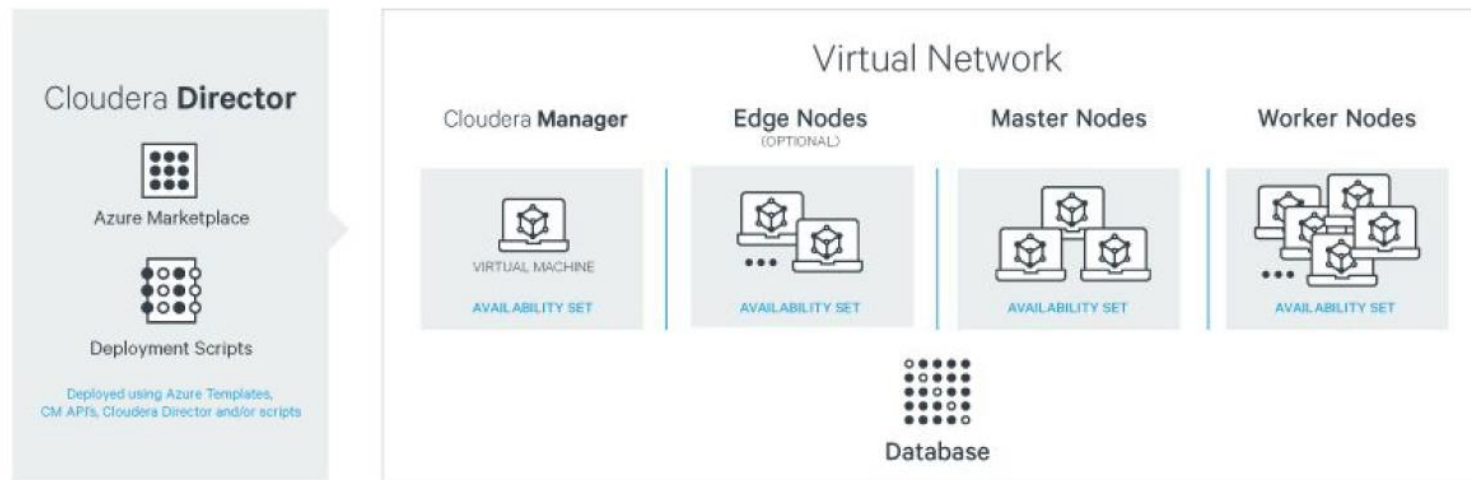 Cloudera Director
Azure Marketplace
Deployment Scripts
Deployed using Azure Templates,
CM API's, Cloudera Director and/or scripts
Virtual Network
Cloudera Manager
VIRTUAL MACHINE
AVAILABILITY SET
Edge Nodes
(OPTIONAL)
AVAILABILITY SET
Master Nodes
AVAILABILITY SET
Worker Nodes
AVAILABILITY SET
Database